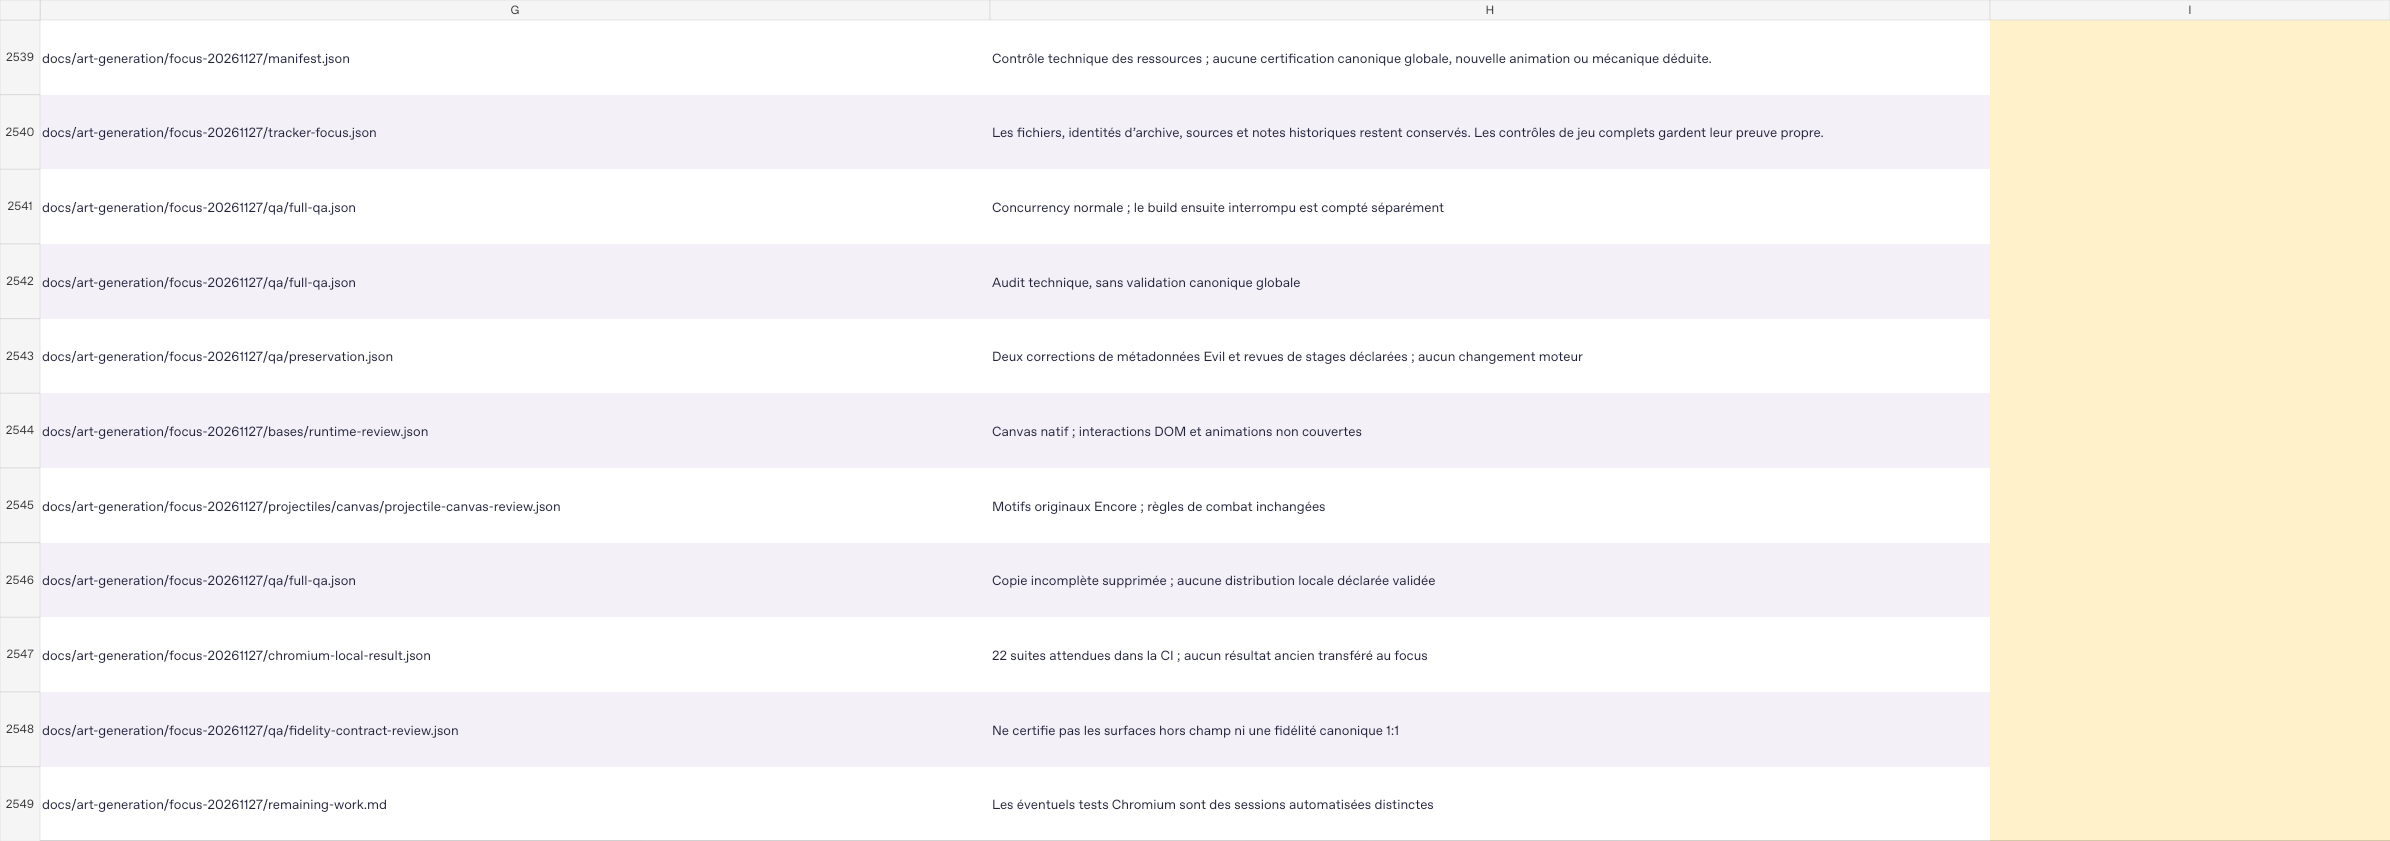 G H I
2539 docs/art-generation/focus-20261127/manifest.json Contrôle technique des ressources ; aucune certification canonique globale, nouvelle animation ou mécanique déduite.
2540 docs/art-generation/focus-20261127/tracker-focus.json Les fichiers, identités d’archive, sources et notes historiques restent conservés. Les contrôles de jeu complets gardent leur preuve propre.
2541 docs/art-generation/focus-20261127/qa/full-qa.json Concurrency normale ; le build ensuite interrompu est compté séparément
2542 docs/art-generation/focus-20261127/qa/full-qa.json Audit technique, sans validation canonique globale
2543 docs/art-generation/focus-20261127/qa/preservation.json Deux corrections de métadonnées Evil et revues de stages déclarées ; aucun changement moteur
2544 docs/art-generation/focus-20261127/bases/runtime-review.json Canvas natif ; interactions DOM et animations non couvertes
2545 docs/art-generation/focus-20261127/projectiles/canvas/projectile-canvas-review.json Motifs originaux Encore ; règles de combat inchangées
2546 docs/art-generation/focus-20261127/qa/full-qa.json Copie incomplète supprimée ; aucune distribution locale déclarée validée
2547 docs/art-generation/focus-20261127/chromium-local-result.json 22 suites attendues dans la CI ; aucun résultat ancien transféré au focus
2548 docs/art-generation/focus-20261127/qa/fidelity-contract-review.json Ne certifie pas les surfaces hors champ ni une fidélité canonique 1:1
2549 docs/art-generation/focus-20261127/remaining-work.md Les éventuels tests Chromium sont des sessions automatisées distinctes